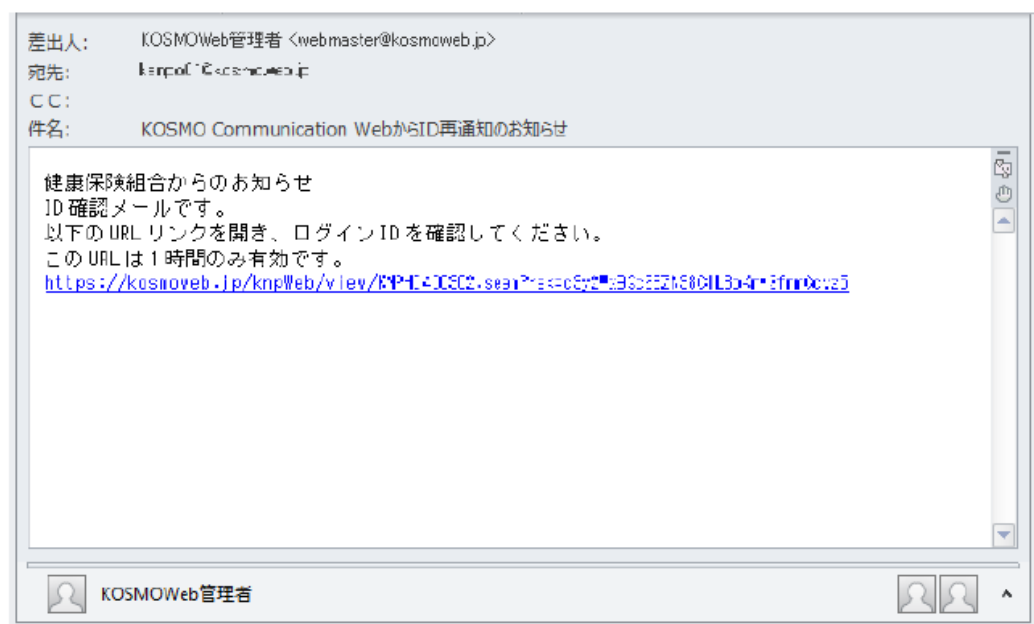 差出人: KOSMOWeb管理者 <webmaster@kosmoweb.jp>
宛先:
CC:
件名: KOSMO Communication WebからID再通知のお知らせ
健康保険組合からのお知らせ
ID確認メールです。
以下のURLリンクを開き、ログインIDを確認してください。
このURLは1時間のみ有効です。
https://kosmoweb.jp/knpWeb/view/
KOSMOWeb管理者